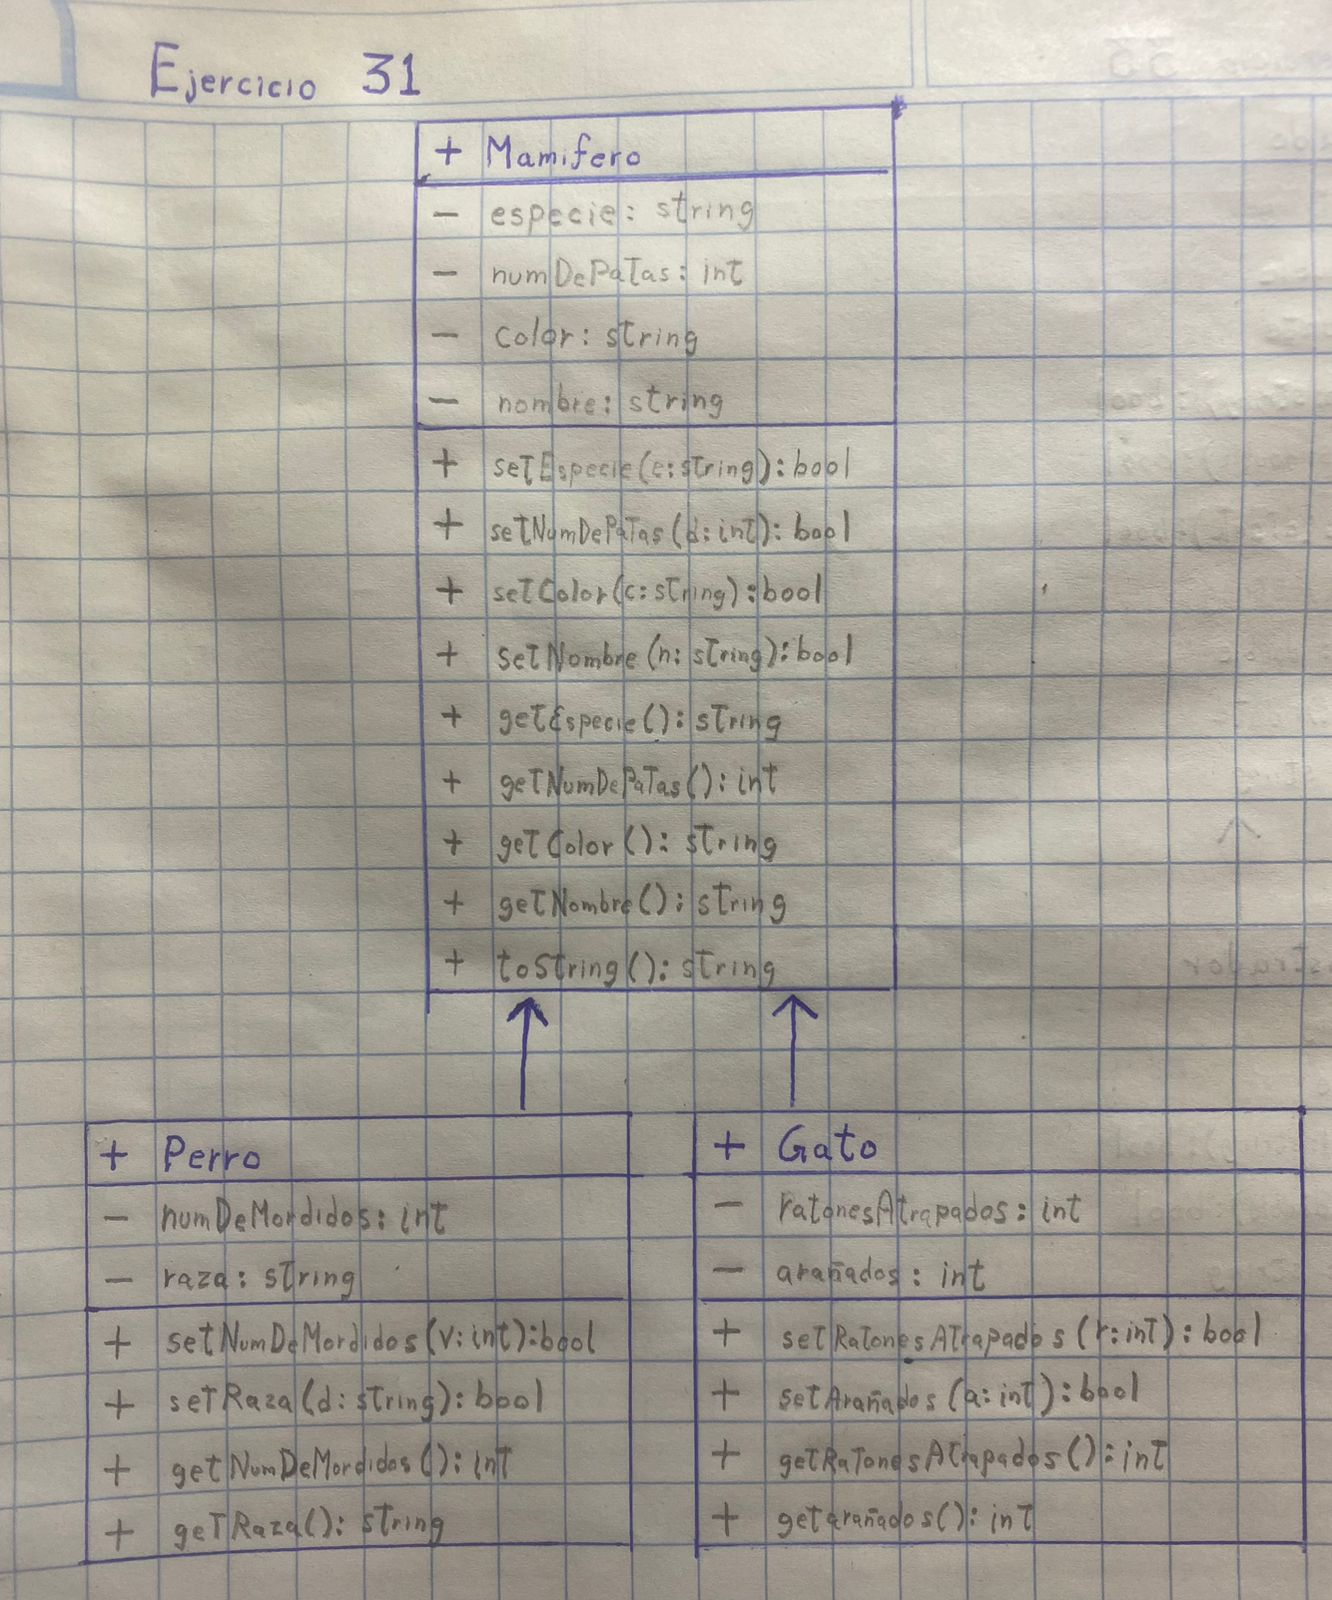 Ejercicio 31
+ Mamifero
- especie: string
- numDePatas: int
- color: string
- nombre: string
+ setEspecie(e:string):bool
+ setNumDePatas(d:int):bool
+ setColor(c:string):bool
+ setNombre(n:string):bool
+ getEspecie():string
+ getNumDePatas():int
+ getColor():string
+ getNombre():string
+ toString():string
+ Perro
- numDeMordidos: int
- raza: string
+ setNumDeMordidos(v:int):bool
+ setRaza(d:string):bool
+ getNumDeMordidos():int
+ getRaza():string
+ Gato
- ratonesAtrapados: int
- arañados: int
+ setRatonesAtrapados(r:int):bool
+ setArañados(a:int):bool
+ getRatonesAtrapados():int
+ getarañados():int